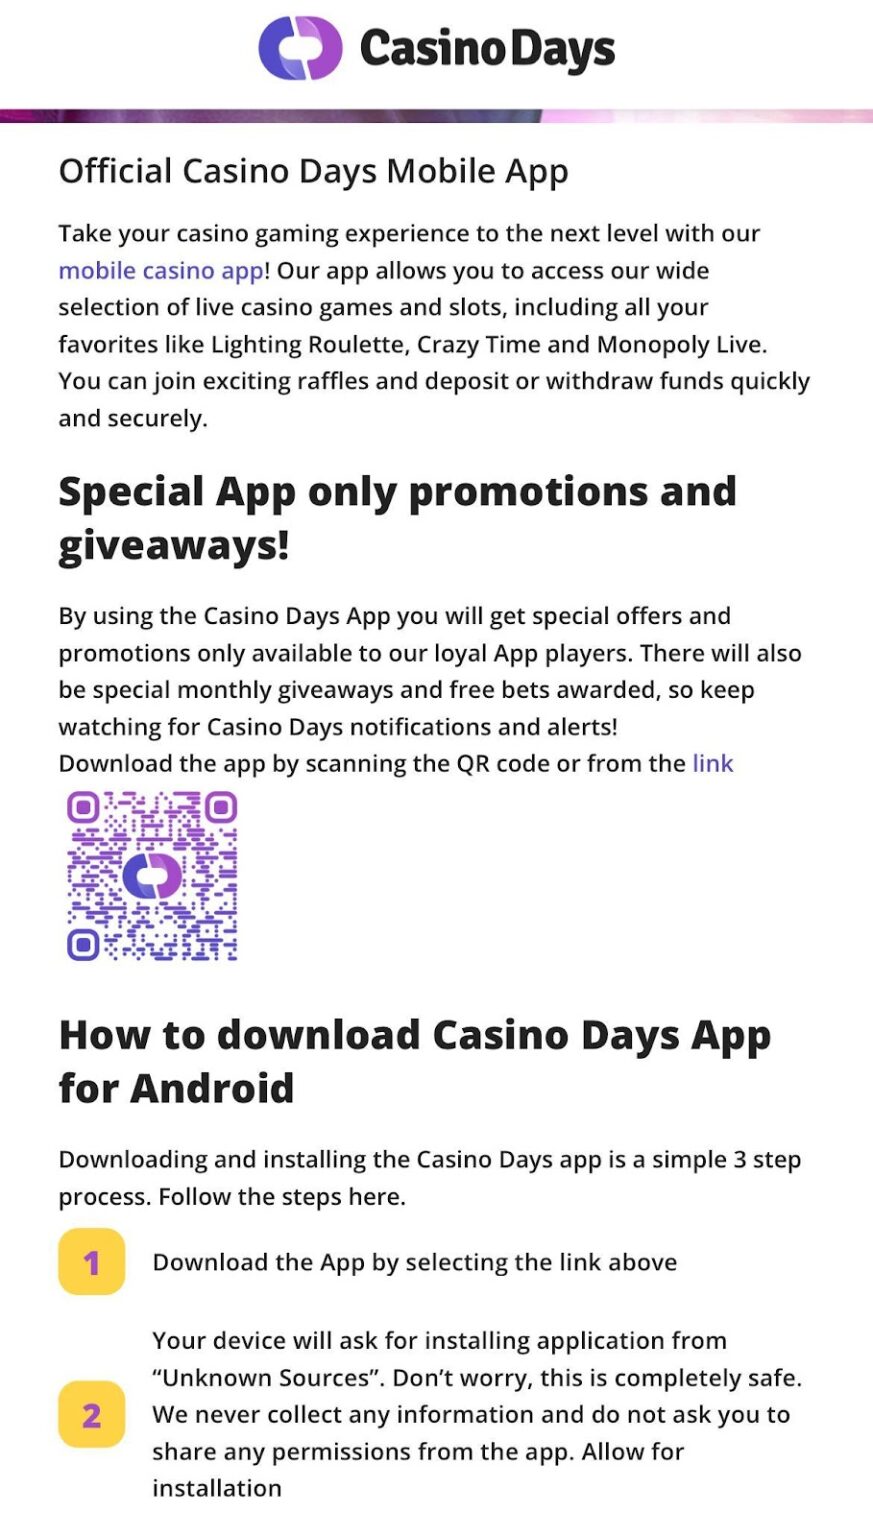 CasinoDays
Official Casino Days Mobile App
Take your casino gaming experience to the next level with our
mobile casino app! Our app allows you to access our wide
selection of live casino games and slots, including all your
favorites like Lighting Roulette, Crazy Time and Monopoly Live.
You can join exciting raffles and deposit or withdraw funds quickly
and securely.
Special App only promotions and
giveaways!
By using the Casino Days App you will get special offers and
promotions only available to our loyal App players. There will also
be special monthly giveaways and free bets awarded, so keep
watching for Casino Days notifications and alerts!
Download the app by scanning the QR code or from the link
How to download Casino Days App
for Android
Downloading and installing the Casino Days app is a simple 3 step
process. Follow the steps here.
1
Download the App by selecting the link above
2
Your device will ask for installing application from
“Unknown Sources”. Don’t worry, this is completely safe.
We never collect any information and do not ask you to
share any permissions from the app. Allow for
installation